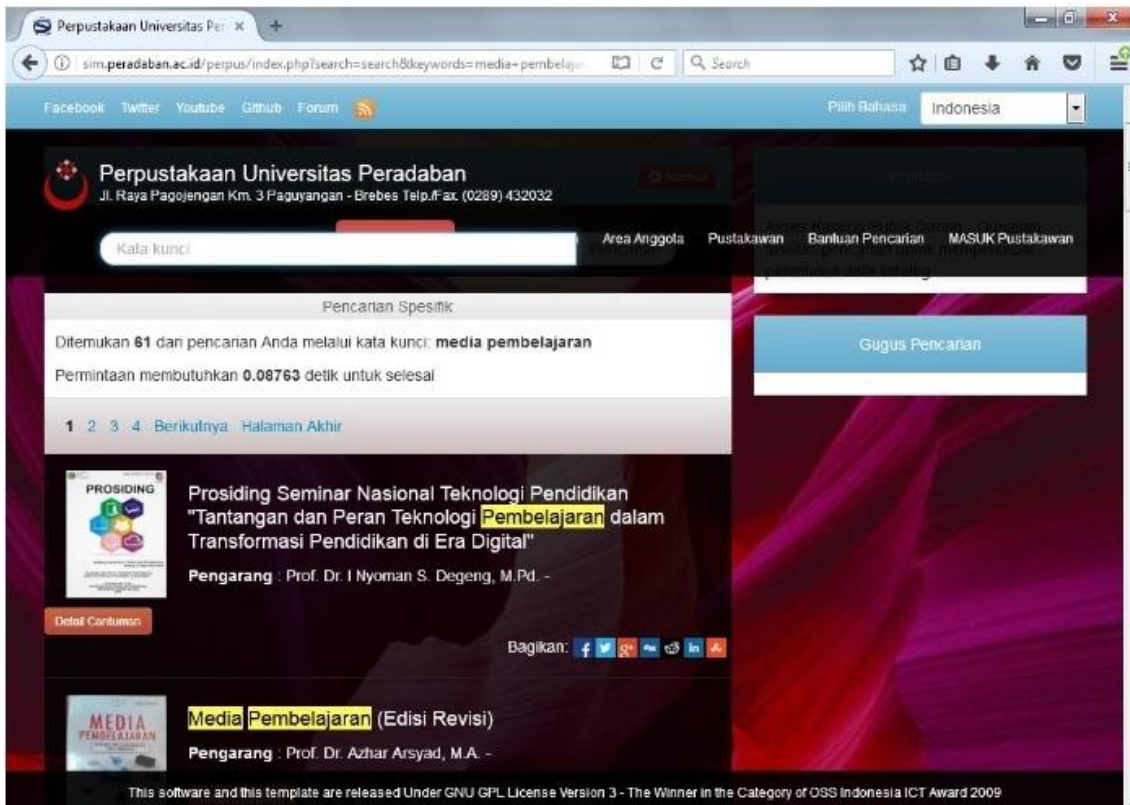 Perpustakaan Universitas Per
sim.peradaban.ac.id/perpus/index.php?search=search&keywords=media+pembelaja
Search
Facebook Twitter Youtube Github Forum
Pilih Bahasa Indonesia
Perpustakaan Universitas Peradaban
Jl. Raya Pagojengan Km. 3 Paguyangan - Brebes Telp./Fax. (0289) 432032
Kata kunci
Area Anggota Pustakawan Bantuan Pencarian MASUK Pustakawan
Pencarian Spesifik
Ditemukan 61 dari pencarian Anda melalui kata kunci: media pembelajaran
Permintaan membutuhkan 0.08763 detik untuk selesai
Gugus Pencarian
1 2 3 4 Berikutnya Halaman Akhir
PROSIDING
Prosiding Seminar Nasional Teknologi Pendidikan
"Tantangan dan Peran Teknologi Pembelajaran dalam
Transformasi Pendidikan di Era Digital"
Pengarang : Prof. Dr. I Nyoman S. Degeng, M.Pd. -
Detail Cantuman
Bagikan:
MEDIA
PEMBELAJARAN
Media Pembelajaran (Edisi Revisi)
Pengarang : Prof. Dr. Azhar Arsyad, M.A. -
This software and this template are released Under GNU GPL License Version 3 - The Winner in the Category of OSS Indonesia ICT Award 2009